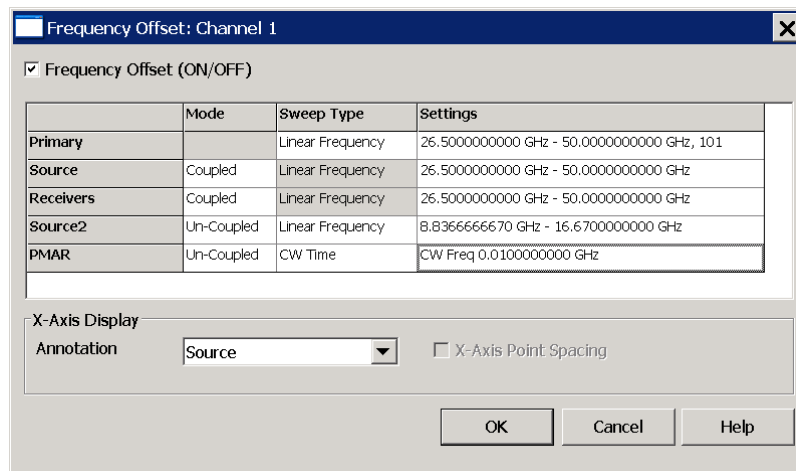 Frequency Offset: Channel 1
Frequency Offset (ON/OFF)
Mode Sweep Type Settings
Primary Linear Frequency 26.5000000000 GHz - 50.0000000000 GHz, 101
Source Coupled Linear Frequency 26.5000000000 GHz - 50.0000000000 GHz
Receivers Coupled Linear Frequency 26.5000000000 GHz - 50.0000000000 GHz
Source2 Un-Coupled Linear Frequency 8.8366666670 GHz - 16.6700000000 GHz
PMAR Un-Coupled CW Time CW Freq 0.0100000000 GHz
X-Axis Display
Annotation Source X-Axis Point Spacing
OK Cancel Help